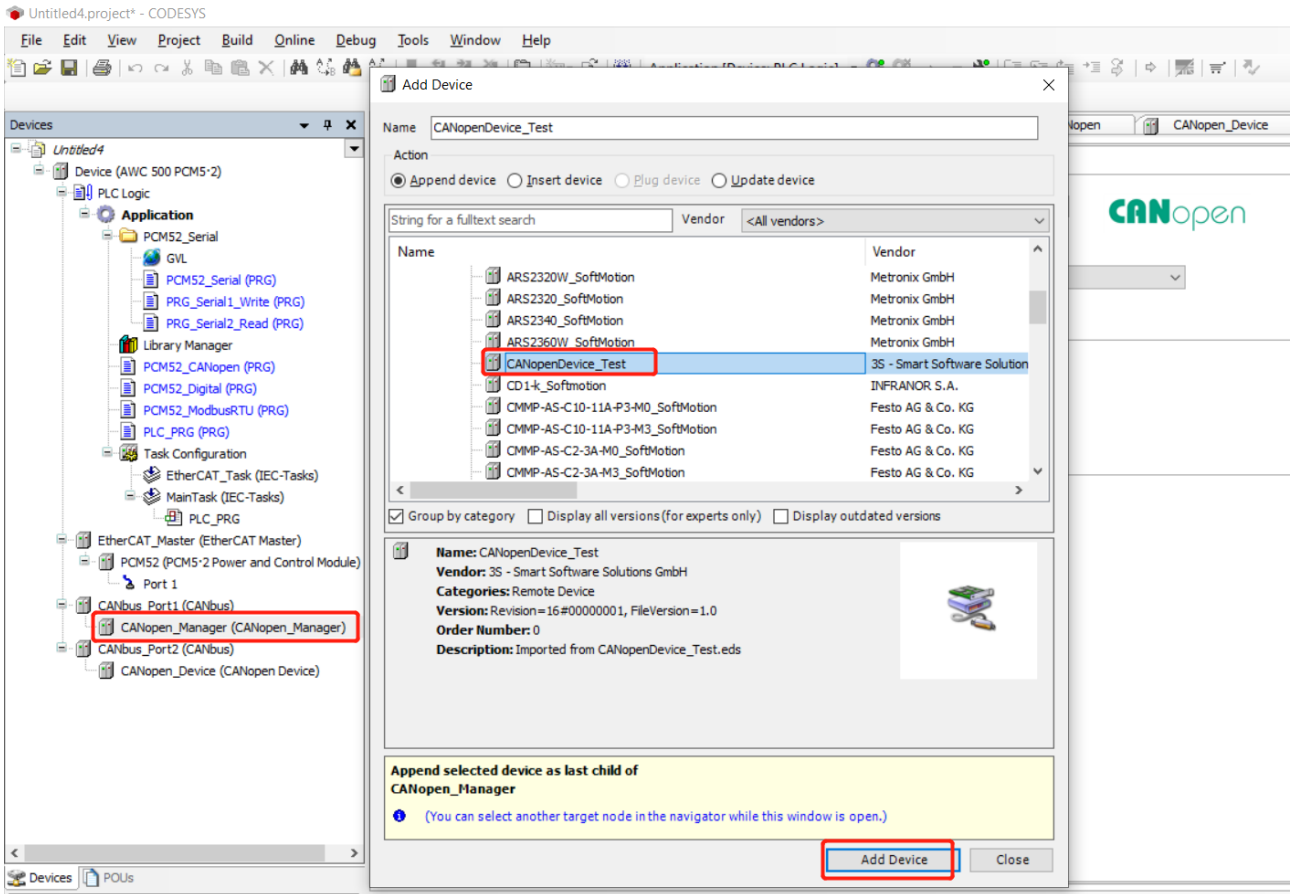 Untitled4.project* - CODESYS
File Edit View Project Build Online Debug Tools Window Help
Add Device
Devices
Name CANopenDevice_Test
CANopen_Device
Untitled4
Device (AWC 500 PCM5-2)
PLC Logic
Application
PCM52_Serial
GVL
PCM52_Serial (PRG)
PRG_Serial1_Write (PRG)
PRG_Serial2_Read (PRG)
Library Manager
PCM52_CANopen (PRG)
PCM52_Digital (PRG)
PCM52_ModbusRTU (PRG)
PLC_PRG (PRG)
Task Configuration
EtherCAT_Task (IEC-Tasks)
MainTask (IEC-Tasks)
PLC_PRG
EtherCAT_Master (EtherCAT Master)
PCM52 (PCM5-2 Power and Control Module)
Port 1
CANbus_Port1 (CANbus)
CANopen_Manager (CANopen_Manager)
CANbus_Port2 (CANbus)
CANopen_Device (CANopen Device)
Devices POUs
Action
Append device Insert device Plug device Update device
String for a fulltext search Vendor <All vendors>
Name Vendor
ARS2320W_SoftMotion Metronix GmbH
ARS2320_SoftMotion Metronix GmbH
ARS2340_SoftMotion Metronix GmbH
ARS2360W_SoftMotion Metronix GmbH
CANopenDevice_Test 3S - Smart Software Solution
CD1-k_Softmotion INFRANOR S.A.
CMMP-AS-C10-11A-P3-M0_SoftMotion Festo AG & Co. KG
CMMP-AS-C10-11A-P3-M3_SoftMotion Festo AG & Co. KG
CMMP-AS-C2-3A-M0_SoftMotion Festo AG & Co. KG
CMMP-AS-C2-3A-M3_SoftMotion Festo AG & Co. KG
Group by category Display all versions(for experts only) Display outdated versions
Name: CANopenDevice_Test
Vendor: 3S - Smart Software Solutions GmbH
Categories: Remote Device
Version: Revision=16#00000001, FileVersion=1.0
Order Number: 0
Description: Imported from CANopenDevice_Test.eds
Append selected device as last child of
CANopen_Manager
(You can select another target node in the navigator while this window is open.)
Add Device Close
CANopen